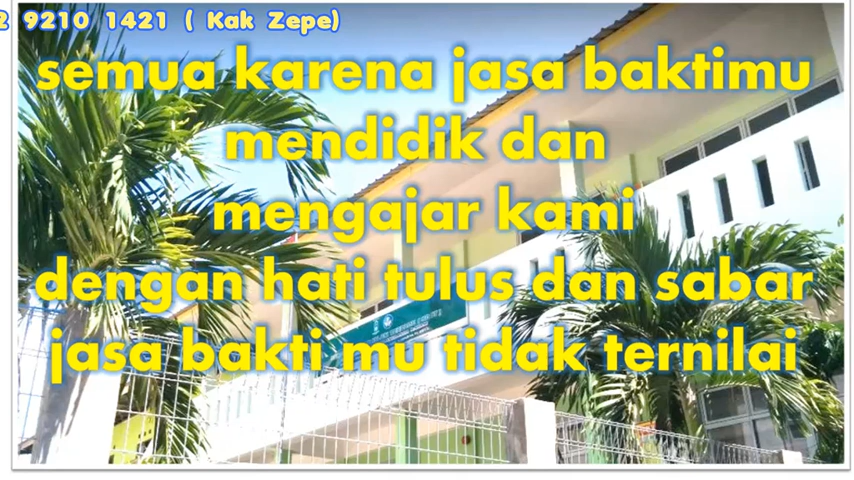 2 9210 1421 ( Kak Zepe)
semua karena jasa baktimu
mendidik dan
mengajar kami
dengan hati tulus dan sabar
jasa bakti mu tidak ternilai